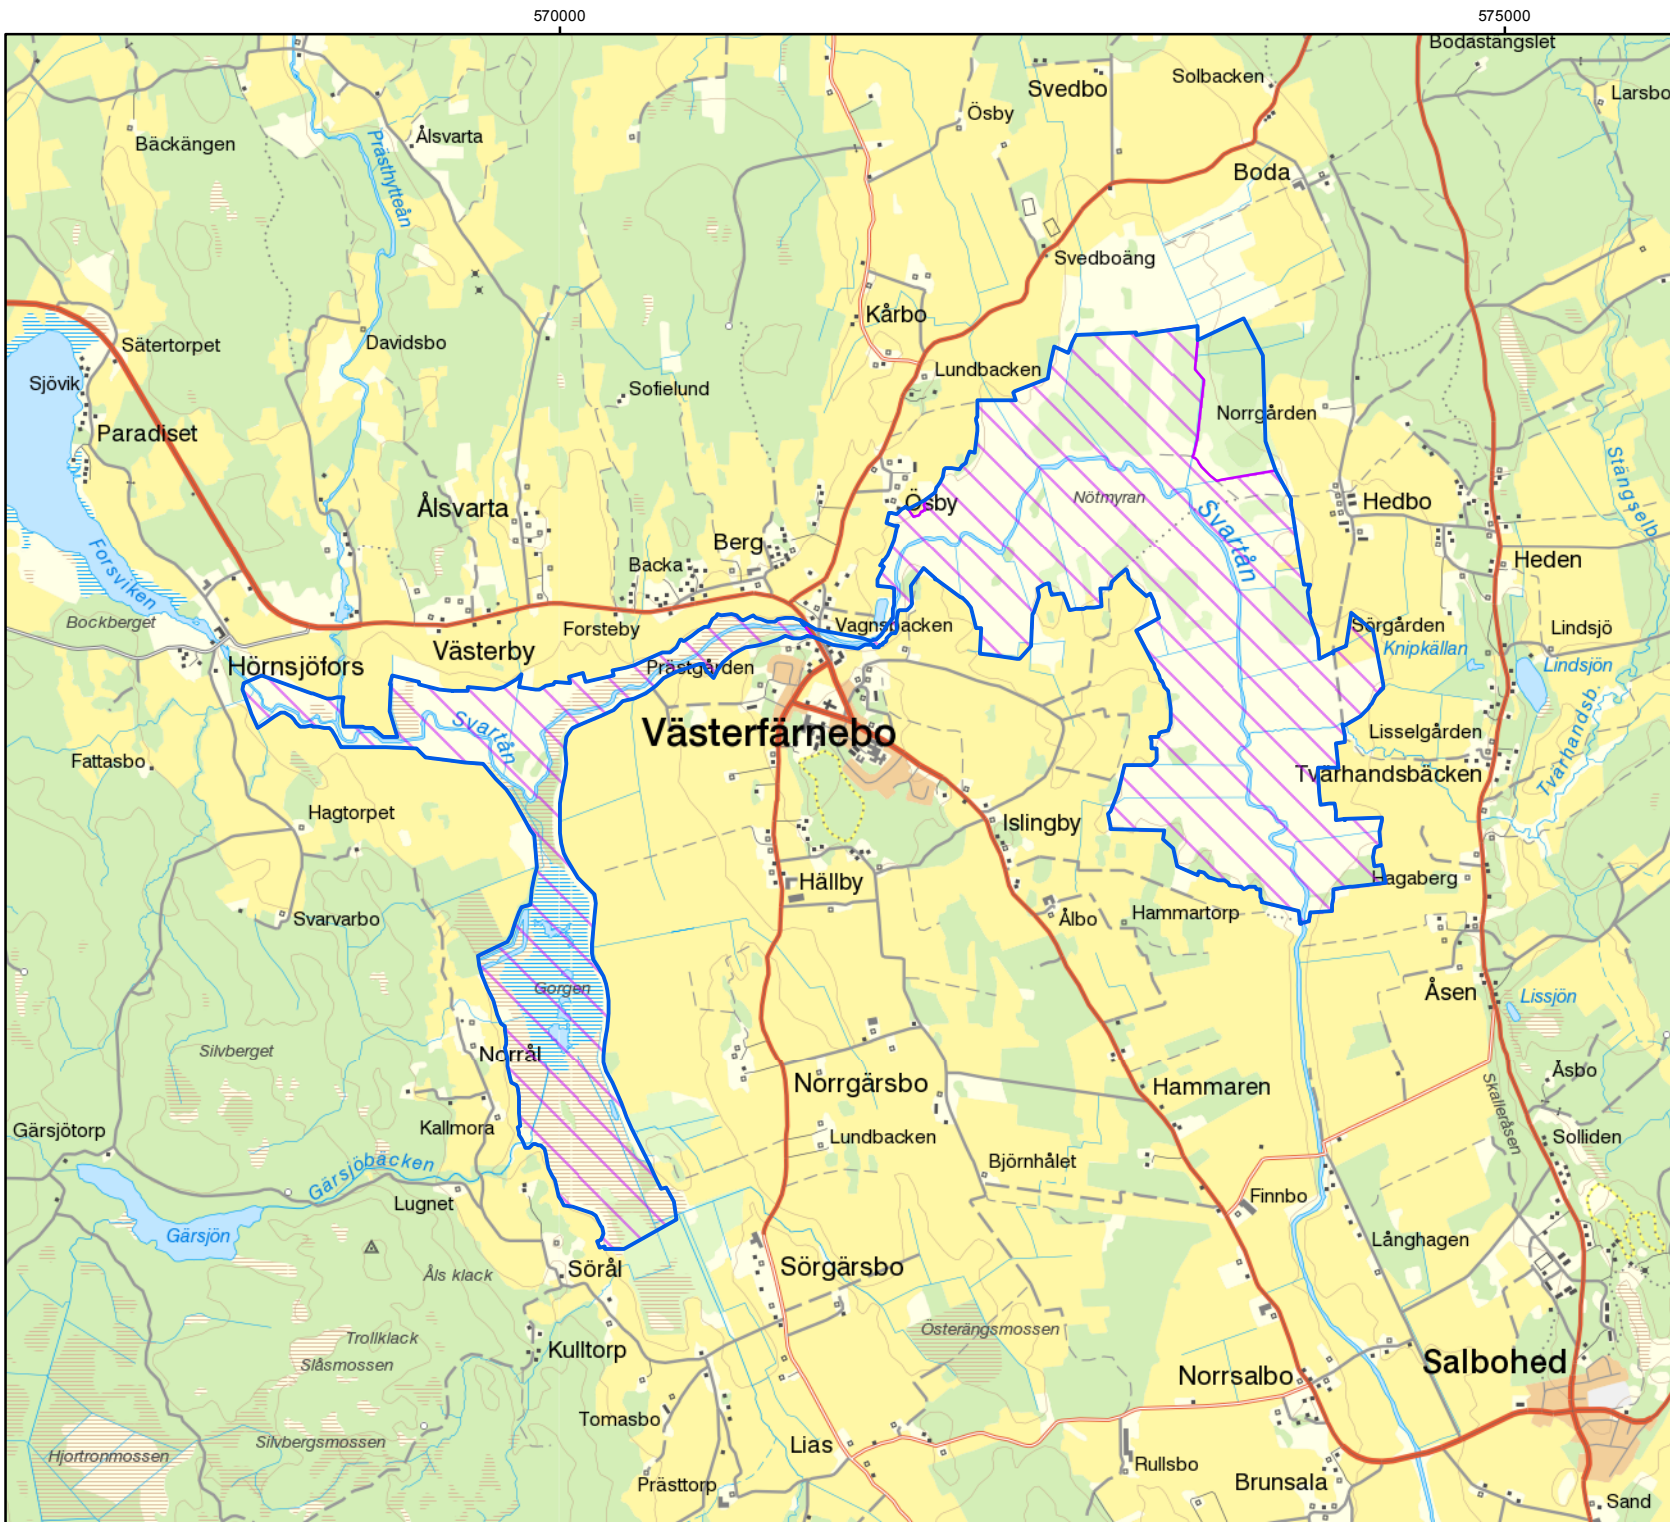 570000
575000
Bodastängslet
Svedbo
Solbacken
Larsbo
Ösby
Bäckängen
Ålsvarta
Prästhytteån
Boda
Svedboäng
Kårbo
Sätertorpet
Davidsbo
Sjövik
Sofielund
Lundbacken
Norrgården
Paradiset
Stängselb
Ålsvarta
Ösby
Nötmyran
Svartån
Hedbo
Berg
Heden
Backa
Forsviken
Bockberget
Forsteby
Vagnsbacken
Sörgården
Lindsjö
Västerby
Knipkällan
Hörnsjöfors
Prästgården
Lindsjön
Svartån
Västerfärnebo
Lisselgården
Tvärhandsb.
Fattasbo
Tvärhandsbäcken
Hagtorpet
Islingby
Hällby
Hagaberg
Svarvarbo
Ålbo
Hammartorp
Gorgen
Åsen
Lissjön
Silvberget
Norrål
Åsbo
Norrgärsbo
Hammaren
Skalleråsen
Gärsjötorp
Kallmora
Lundbacken
Solliden
Gärsjöbäcken
Björnhålet
Lugnet
Finnbo
Gärsjön
Långhagen
Åls klack
Sörål
Sörgärsbo
Trollklack
Österängsmossen
Slåsmossen
Kulltorp
Salbohed
Norrsalbo
Tomasbo
Silvbergsmossen
Lias
Hjortronmossen
Rullsbo
Prästtorp
Brunsala
Sand